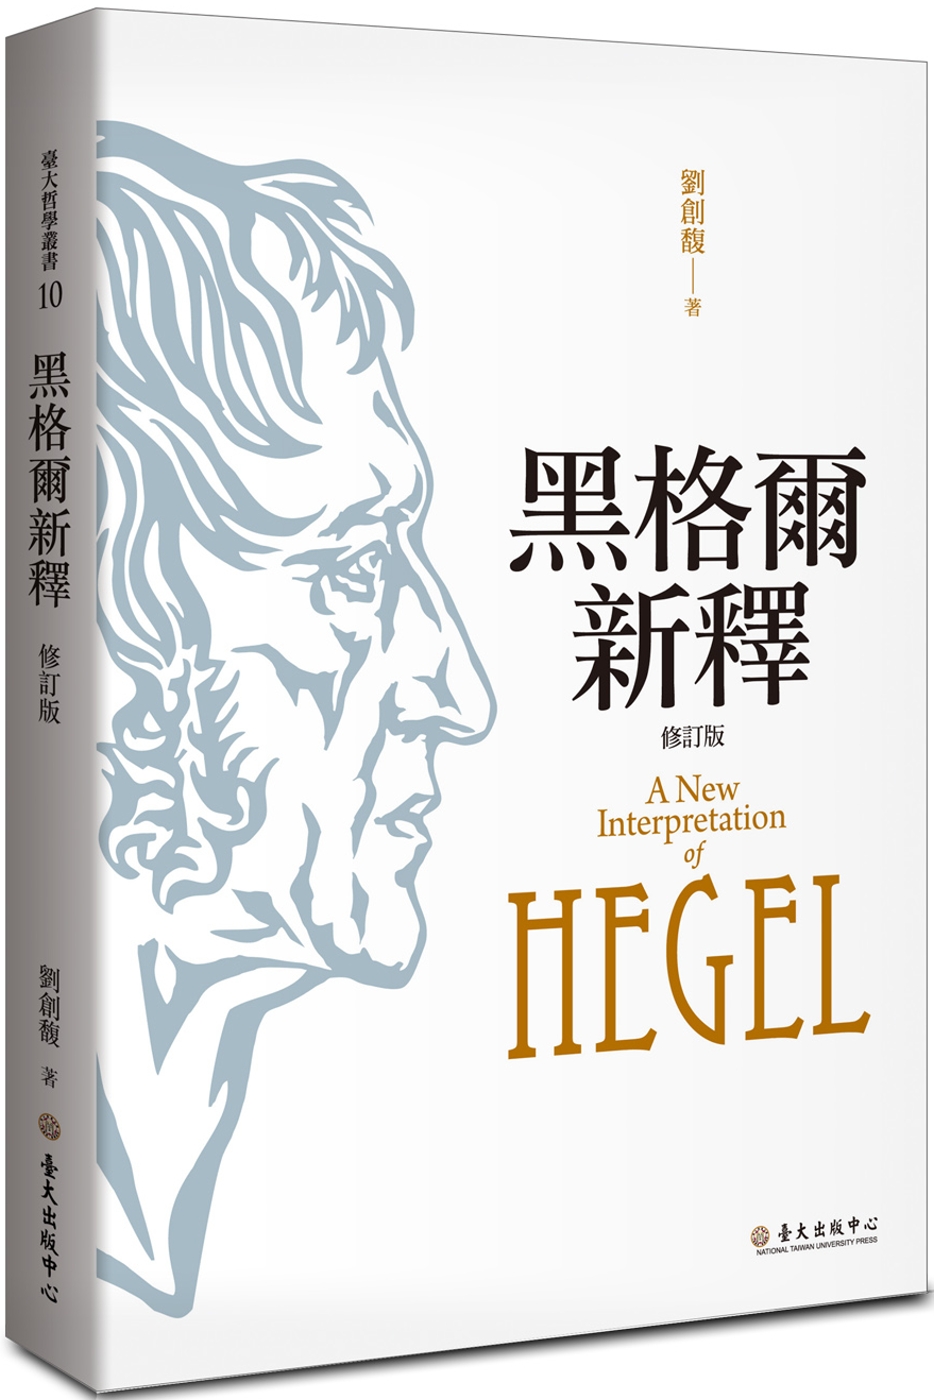 臺大哲學叢書
10
黑格爾新釋
修訂版
劉創馥
著
臺大出版中心
劉創馥──著
黑格爾
新釋
修訂版
A New
Interpretation
of
HEGEL
臺大出版中心
NATIONAL TAIWAN UNIVERSITY PRESS